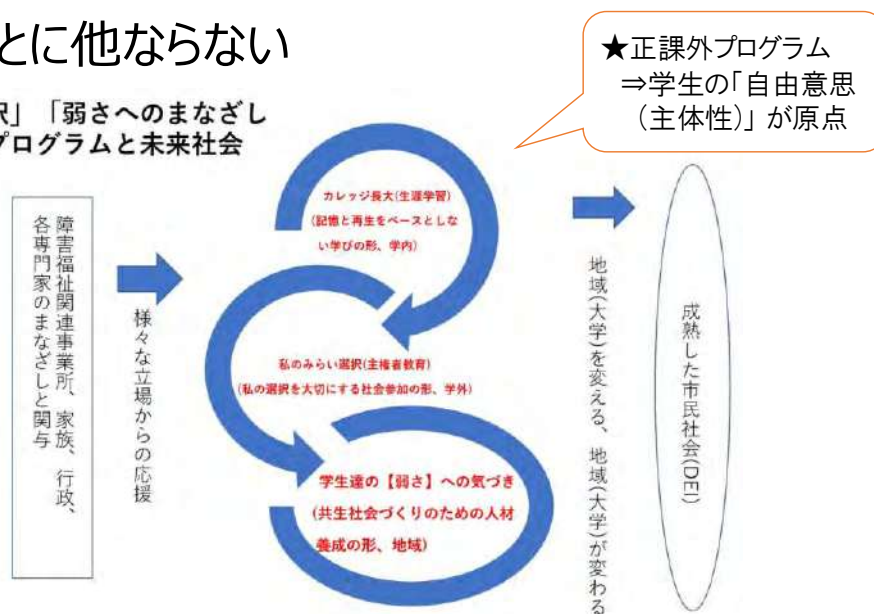 とに他ならない
★正課外プログラム
⇒学生の「自由意思
（主体性）」が原点
択」「弱さへのまなざし
プログラムと未来社会
障害福祉関連事業所、家族、行政、
各専門家のまなざしと関与
様々な立場からの応援
カレッジ長大(生涯学習)
(記憶と再生をベースとしな
い学びの形、学内)
私のみらい選択(主権者教育)
(私の選択を大切にする社会参加の形、学外)
学生達の【弱さ】への気づき
(共生社会づくりのための人材
養成の形、地域)
地域(大学)を変える、地域(大学)が変わる
成熟した市民社会(DEI)